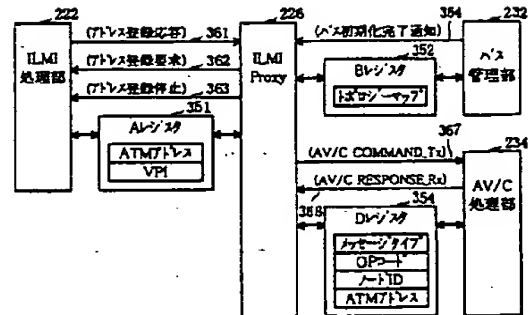 222
226
232
ILMI
処理部
ILMI
Proxy
バス
管理部
(アドレス登録応答) 361
(アドレス登録要求) 362
(アドレス登録停止) 363
351
Aレジスタ
ATMアドレス
VPI
(バス初期化完了通知) 364
352
Bレジスタ
トポロジーマップ
367
234
(AV/C COMMAND_Tx)
(AV/C RESPONSE_Rx)
368
354
AV/C
処理部
Dレジスタ
メッセージタイプ
OPコード
ノードID
ATMアドレス